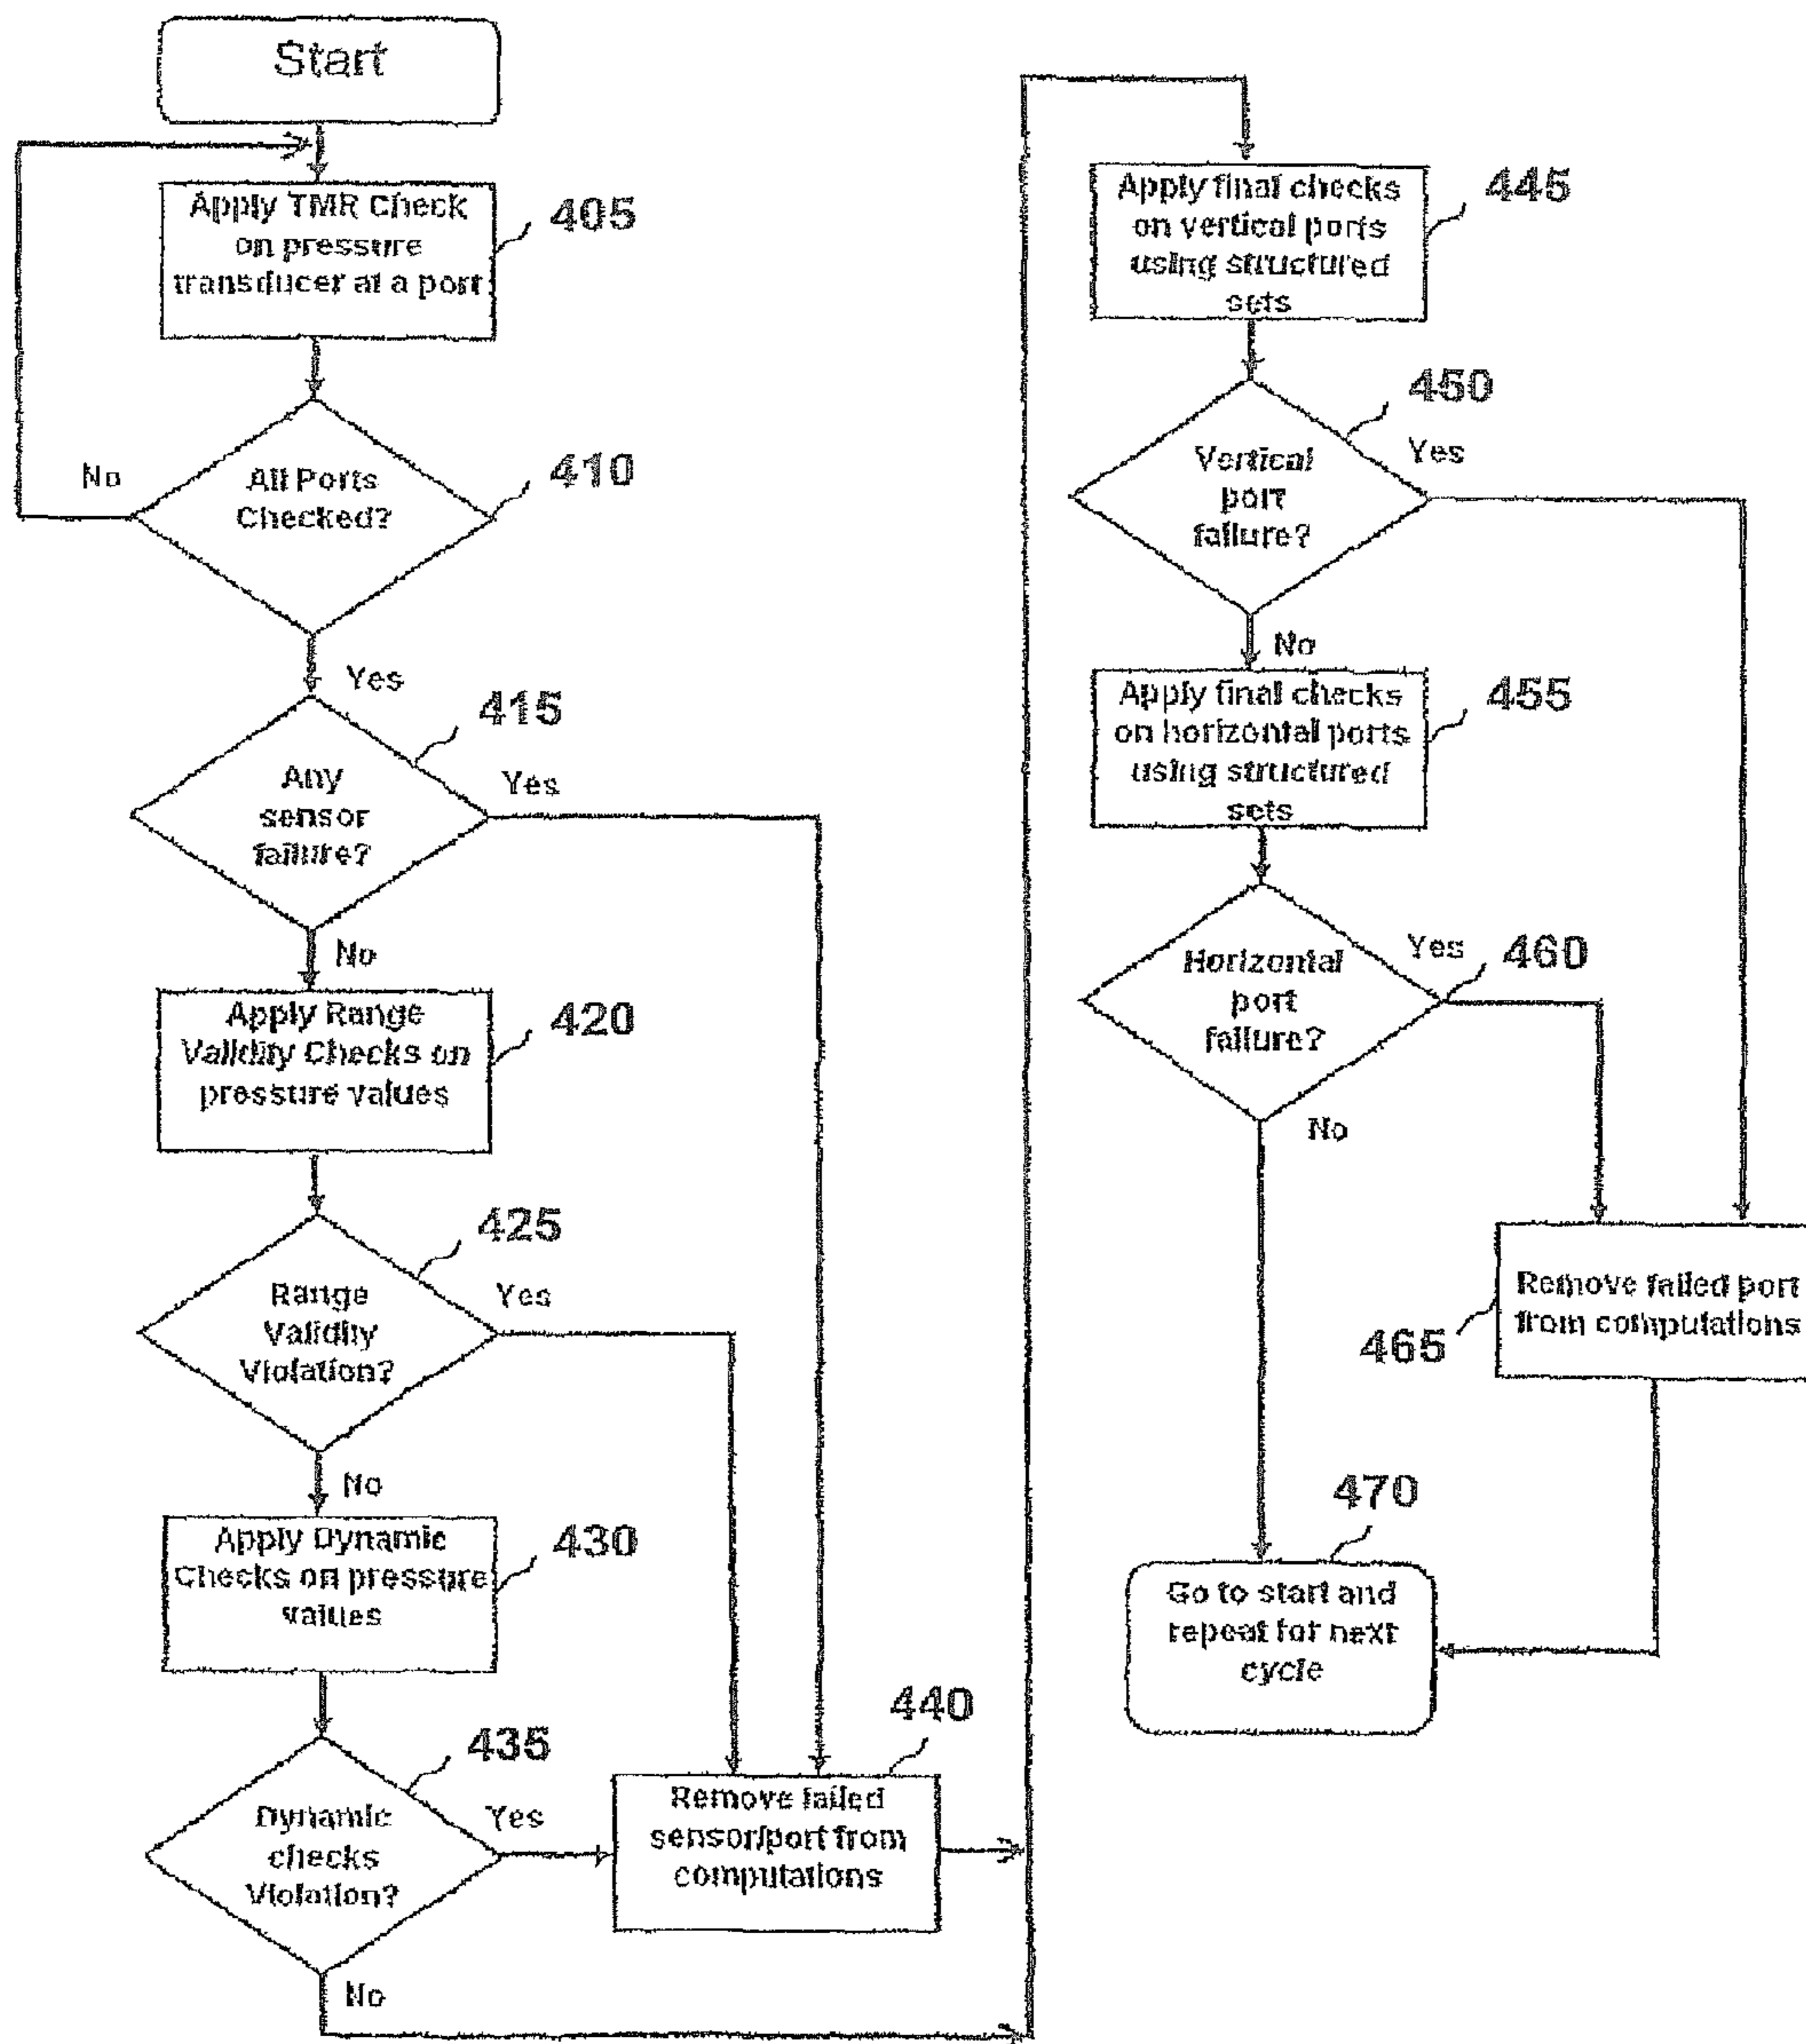 Start
Apply TMR Check
on pressure
transducer at a port
405
All Ports
Checked?
410
No
Yes
415
Any
sensor
failure?
Yes
No
Apply Range
Validity Checks on
pressure values
420
425
Range
Validity
Violation?
Yes
No
Apply Dynamic
Checks on pressure
values
430
435
Dynamic
checks
Violation?
Yes
No
440
Remove failed
sensor/port from
computations
Apply final checks
on vertical ports
using structured
sets
445
450
Vertical
port
failure?
Yes
No
Apply final checks
on horizontal ports
using structured
sets
455
Horizontal
port
failure?
Yes
460
No
Remove failed port
from computations
465
470
Go to start and
repeat for next
cycle